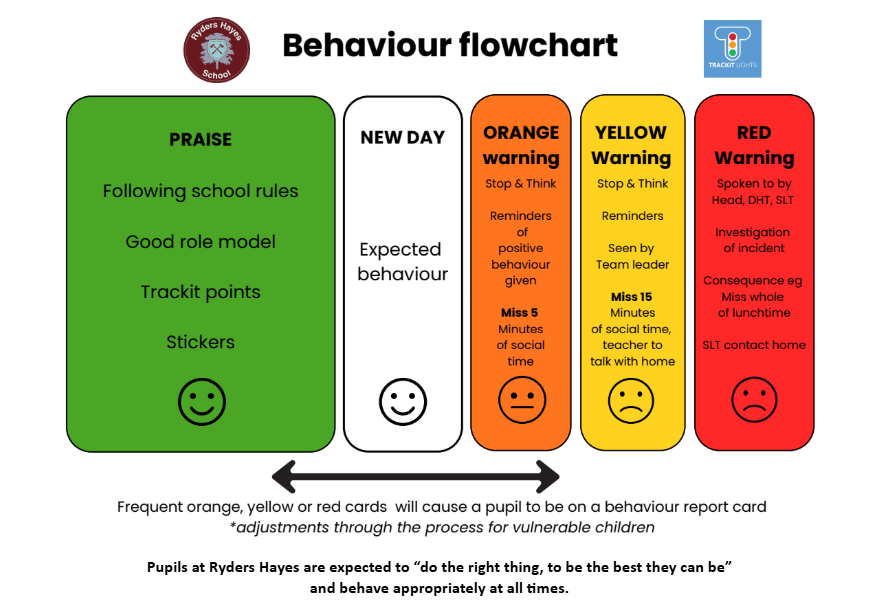 Ryders Hayes
School
Behaviour flowchart
TRACKIT LIGHTS
PRAISE
Following school rules
Good role model
Trackit points
Stickers
NEW DAY
Expected
behaviour
ORANGE
warning
Stop & Think
Reminders
of
positive
behaviour
given
Miss 5
Minutes
of social
time
YELLOW
Warning
Stop & Think
Reminders
Seen by
Team leader
Miss 15
Minutes
of social time,
teacher to
talk with home
RED
Warning
Spoken to by
Head, DHT, SLT
Investigation
of incident
Consequence eg
Miss whole
of lunchtime
SLT contact home
Frequent orange, yellow or red cards will cause a pupil to be on a behaviour report card
*adjustments through the process for vulnerable children
Pupils at Ryders Hayes are expected to “do the right thing, to be the best they can be”
and behave appropriately at all times.